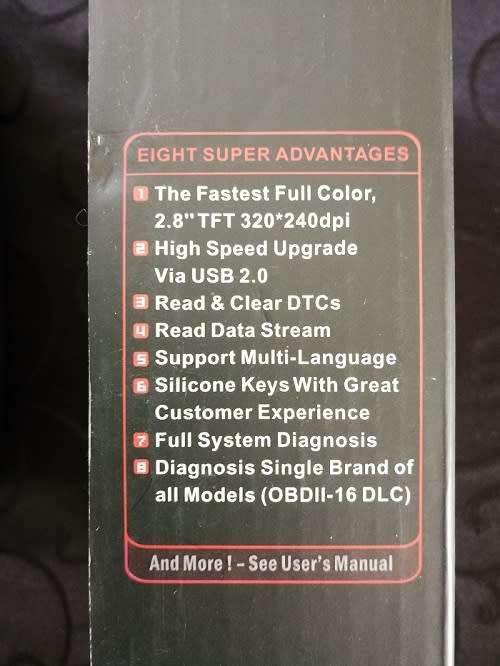 EIGHT SUPER ADVANTAGES
1 The Fastest Full Color,
2.8" TFT 320*240dpi
2 High Speed Upgrade
Via USB 2.0
3 Read & Clear DTCs
4 Read Data Stream
5 Support Multi-Language
6 Silicone Keys With Great
Customer Experience
7 Full System Diagnosis
8 Diagnosis Single Brand of
all Models (OBDII-16 DLC)
And More ! - See User's Manual